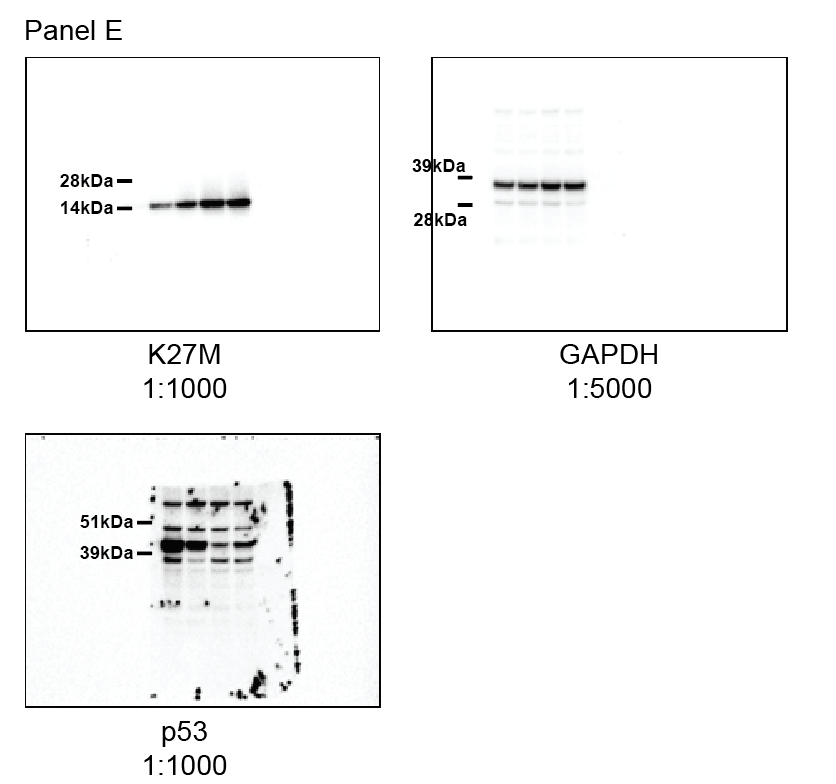 Panel E
28kDa
14kDa
K27M
1:1000
39kDa
28kDa
GAPDH
1:5000
51kDa
39kDa
p53
1:1000